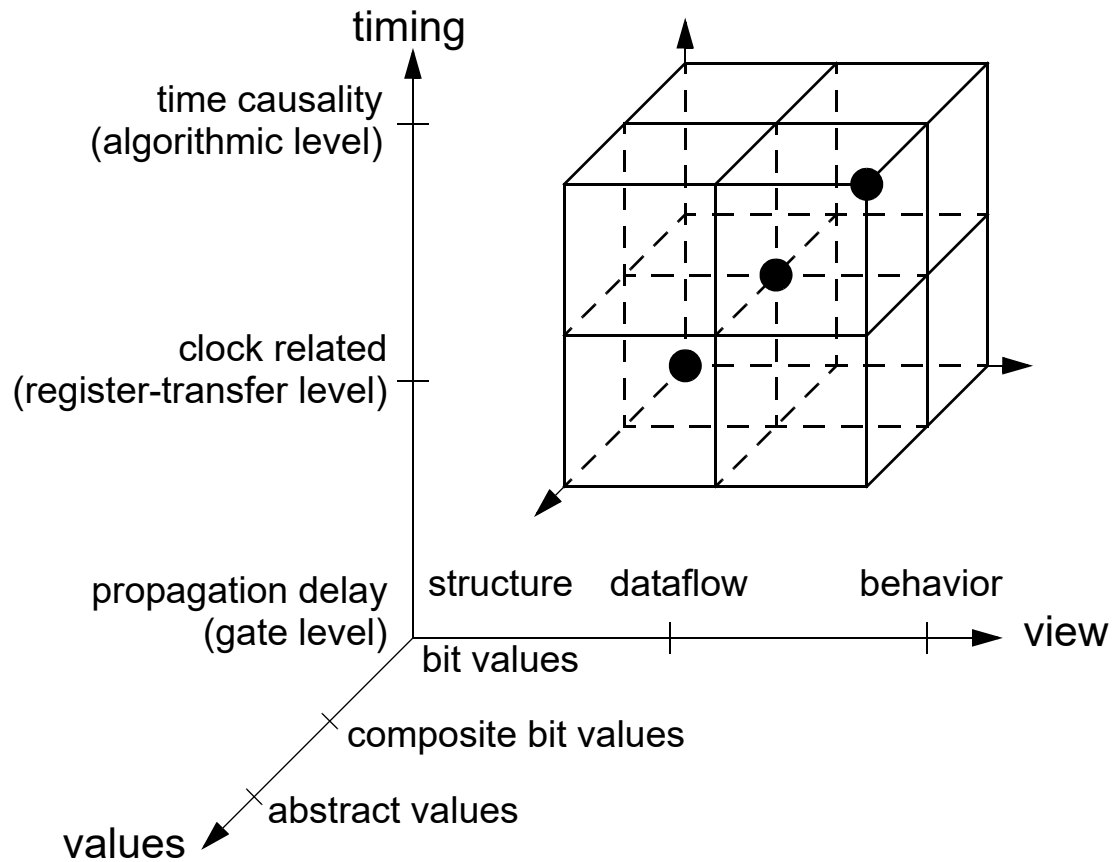 timing
time causality
(algorithmic level)
clock related
(register-transfer level)
propagation delay
(gate level)
structure dataflow behavior
view
bit values
composite bit values
abstract values
values